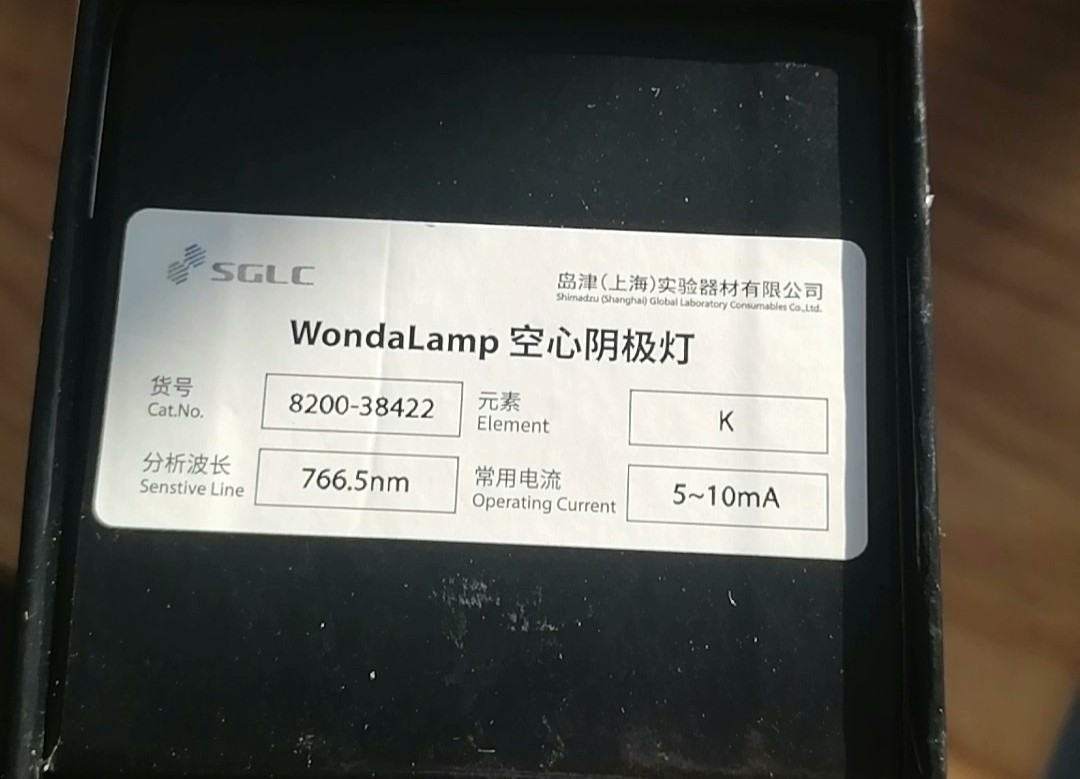 SGLC
岛津(上海)实验器材有限公司
Shimadzu (Shanghai) Global Laboratory Consumables Co.,Ltd.
WondaLamp 空心阴极灯
货号 8200-38422 元素 K
Cat.No. Element
分析波长 766.5nm 常用电流 5~10mA
Senstive Line Operating Current